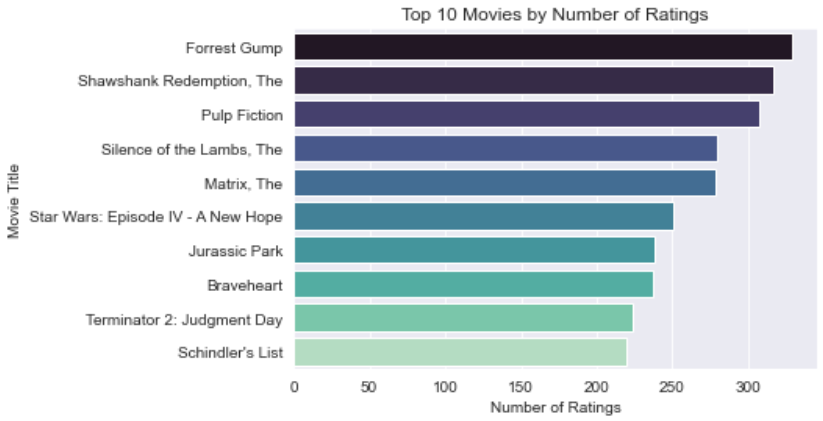 Top 10 Movies by Number of Ratings
Movie Title
Forrest Gump
Shawshank Redemption, The
Pulp Fiction
Silence of the Lambs, The
Matrix, The
Star Wars: Episode IV - A New Hope
Jurassic Park
Braveheart
Terminator 2: Judgment Day
Schindler's List
0 50 100 150 200 250 300
Number of Ratings